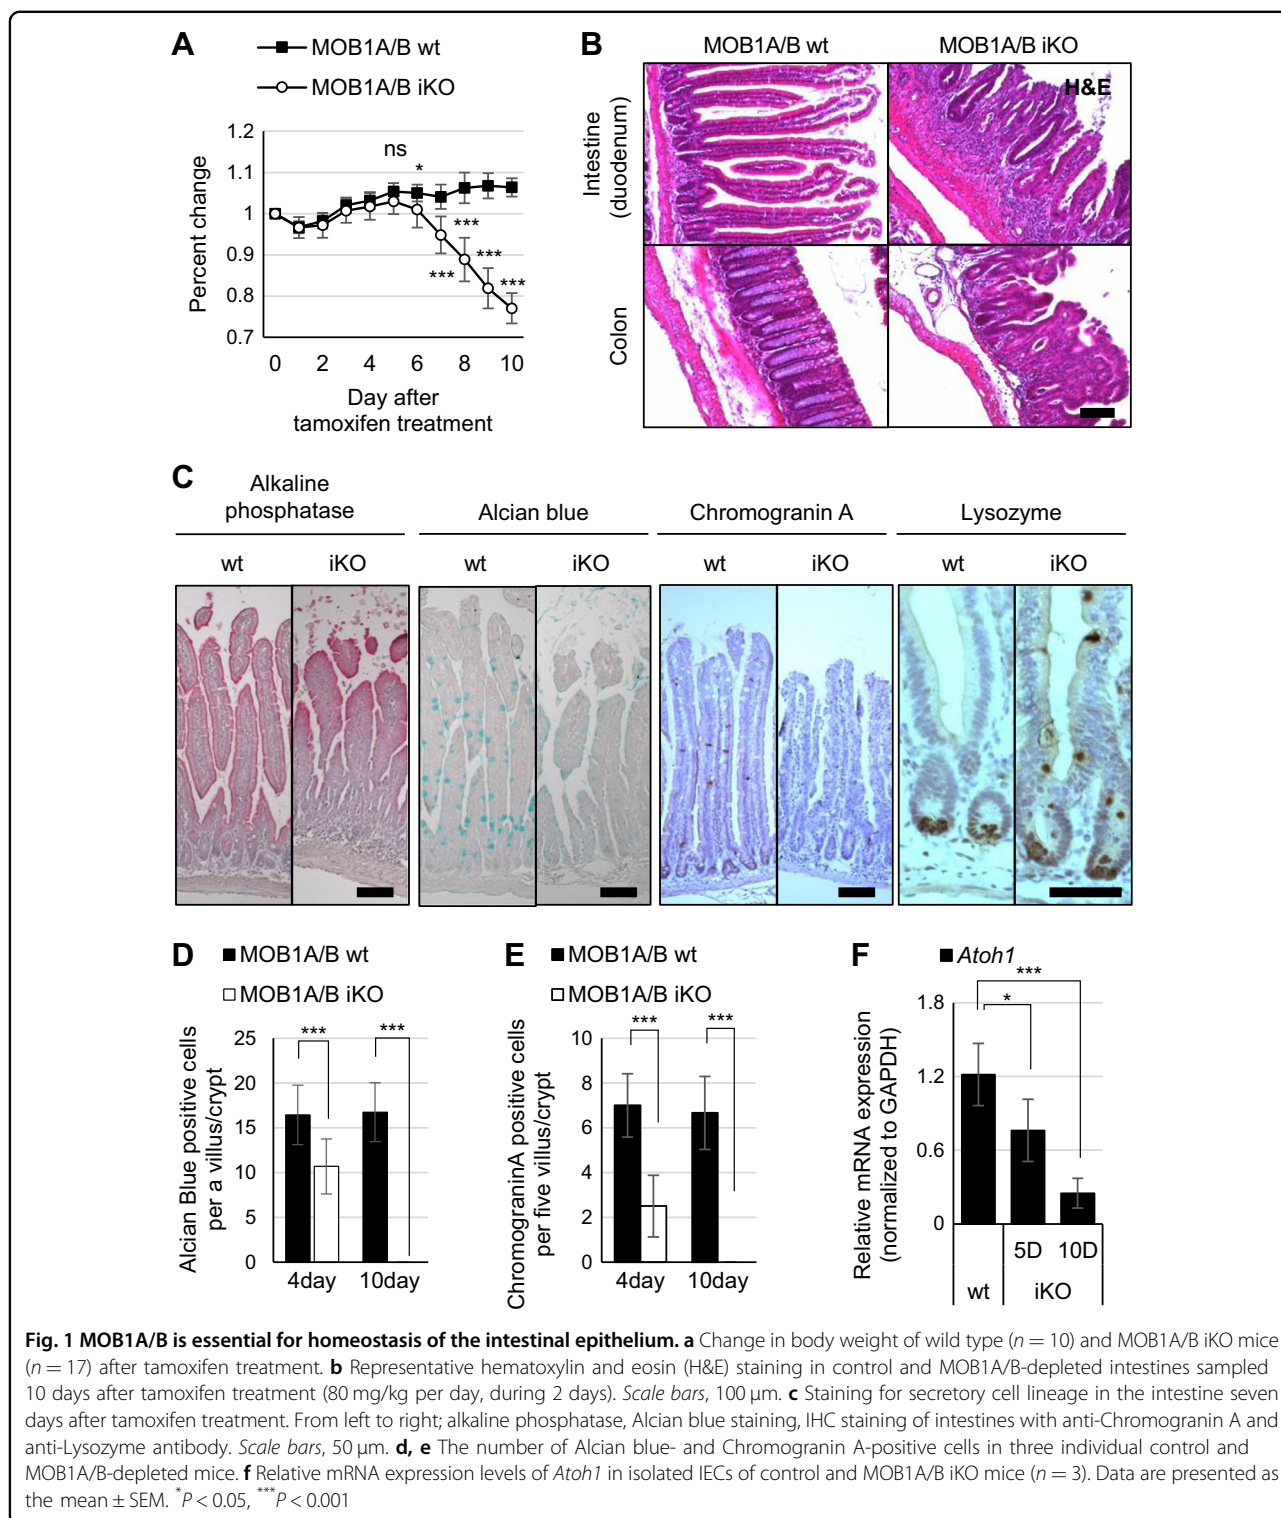 A
MOB1A/B wt
MOB1A/B iKO
1.2
1.1
1
0.9
0.8
0.7
Percent change
ns
*
***
***
***
***
0 2 4 6 8 10
Day after
tamoxifen treatment
B
MOB1A/B wt MOB1A/B iKO
H&E
Intestine
(duodenum)
Colon
C
Alkaline
phosphatase
Alcian blue
Chromogranin A
Lysozyme
wt iKO wt iKO wt iKO wt iKO
D
MOB1A/B wt
MOB1A/B iKO
Alcian Blue positive cells
per a villus/crypt
25
20
15
10
5
0
*** ***
4day 10day
E
MOB1A/B wt
MOB1A/B iKO
ChromograninA positive cells
per five villus/crypt
10
8
6
4
2
0
*** ***
4day 10day
F
Atoh1
Relative mRNA expression
(normalized to GAPDH)
1.8
1.2
0.6
0
***
*
5D 10D
wt iKO
Fig. 1 MOB1A/B is essential for homeostasis of the intestinal epithelium. a Change in body weight of wild type (n = 10) and MOB1A/B iKO mice
(n = 17) after tamoxifen treatment. b Representative hematoxylin and eosin (H&E) staining in control and MOB1A/B-depleted intestines sampled
10 days after tamoxifen treatment (80 mg/kg per day, during 2 days). Scale bars, 100 μm. c Staining for secretory cell lineage in the intestine seven
days after tamoxifen treatment. From left to right; alkaline phosphatase, Alcian blue staining, IHC staining of intestines with anti-Chromogranin A and
anti-Lysozyme antibody. Scale bars, 50 μm. d, e The number of Alcian blue- and Chromogranin A-positive cells in three individual control and
MOB1A/B-depleted mice. f Relative mRNA expression levels of Atoh1 in isolated IECs of control and MOB1A/B iKO mice (n = 3). Data are presented as
the mean ± SEM. *P < 0.05, ***P < 0.001